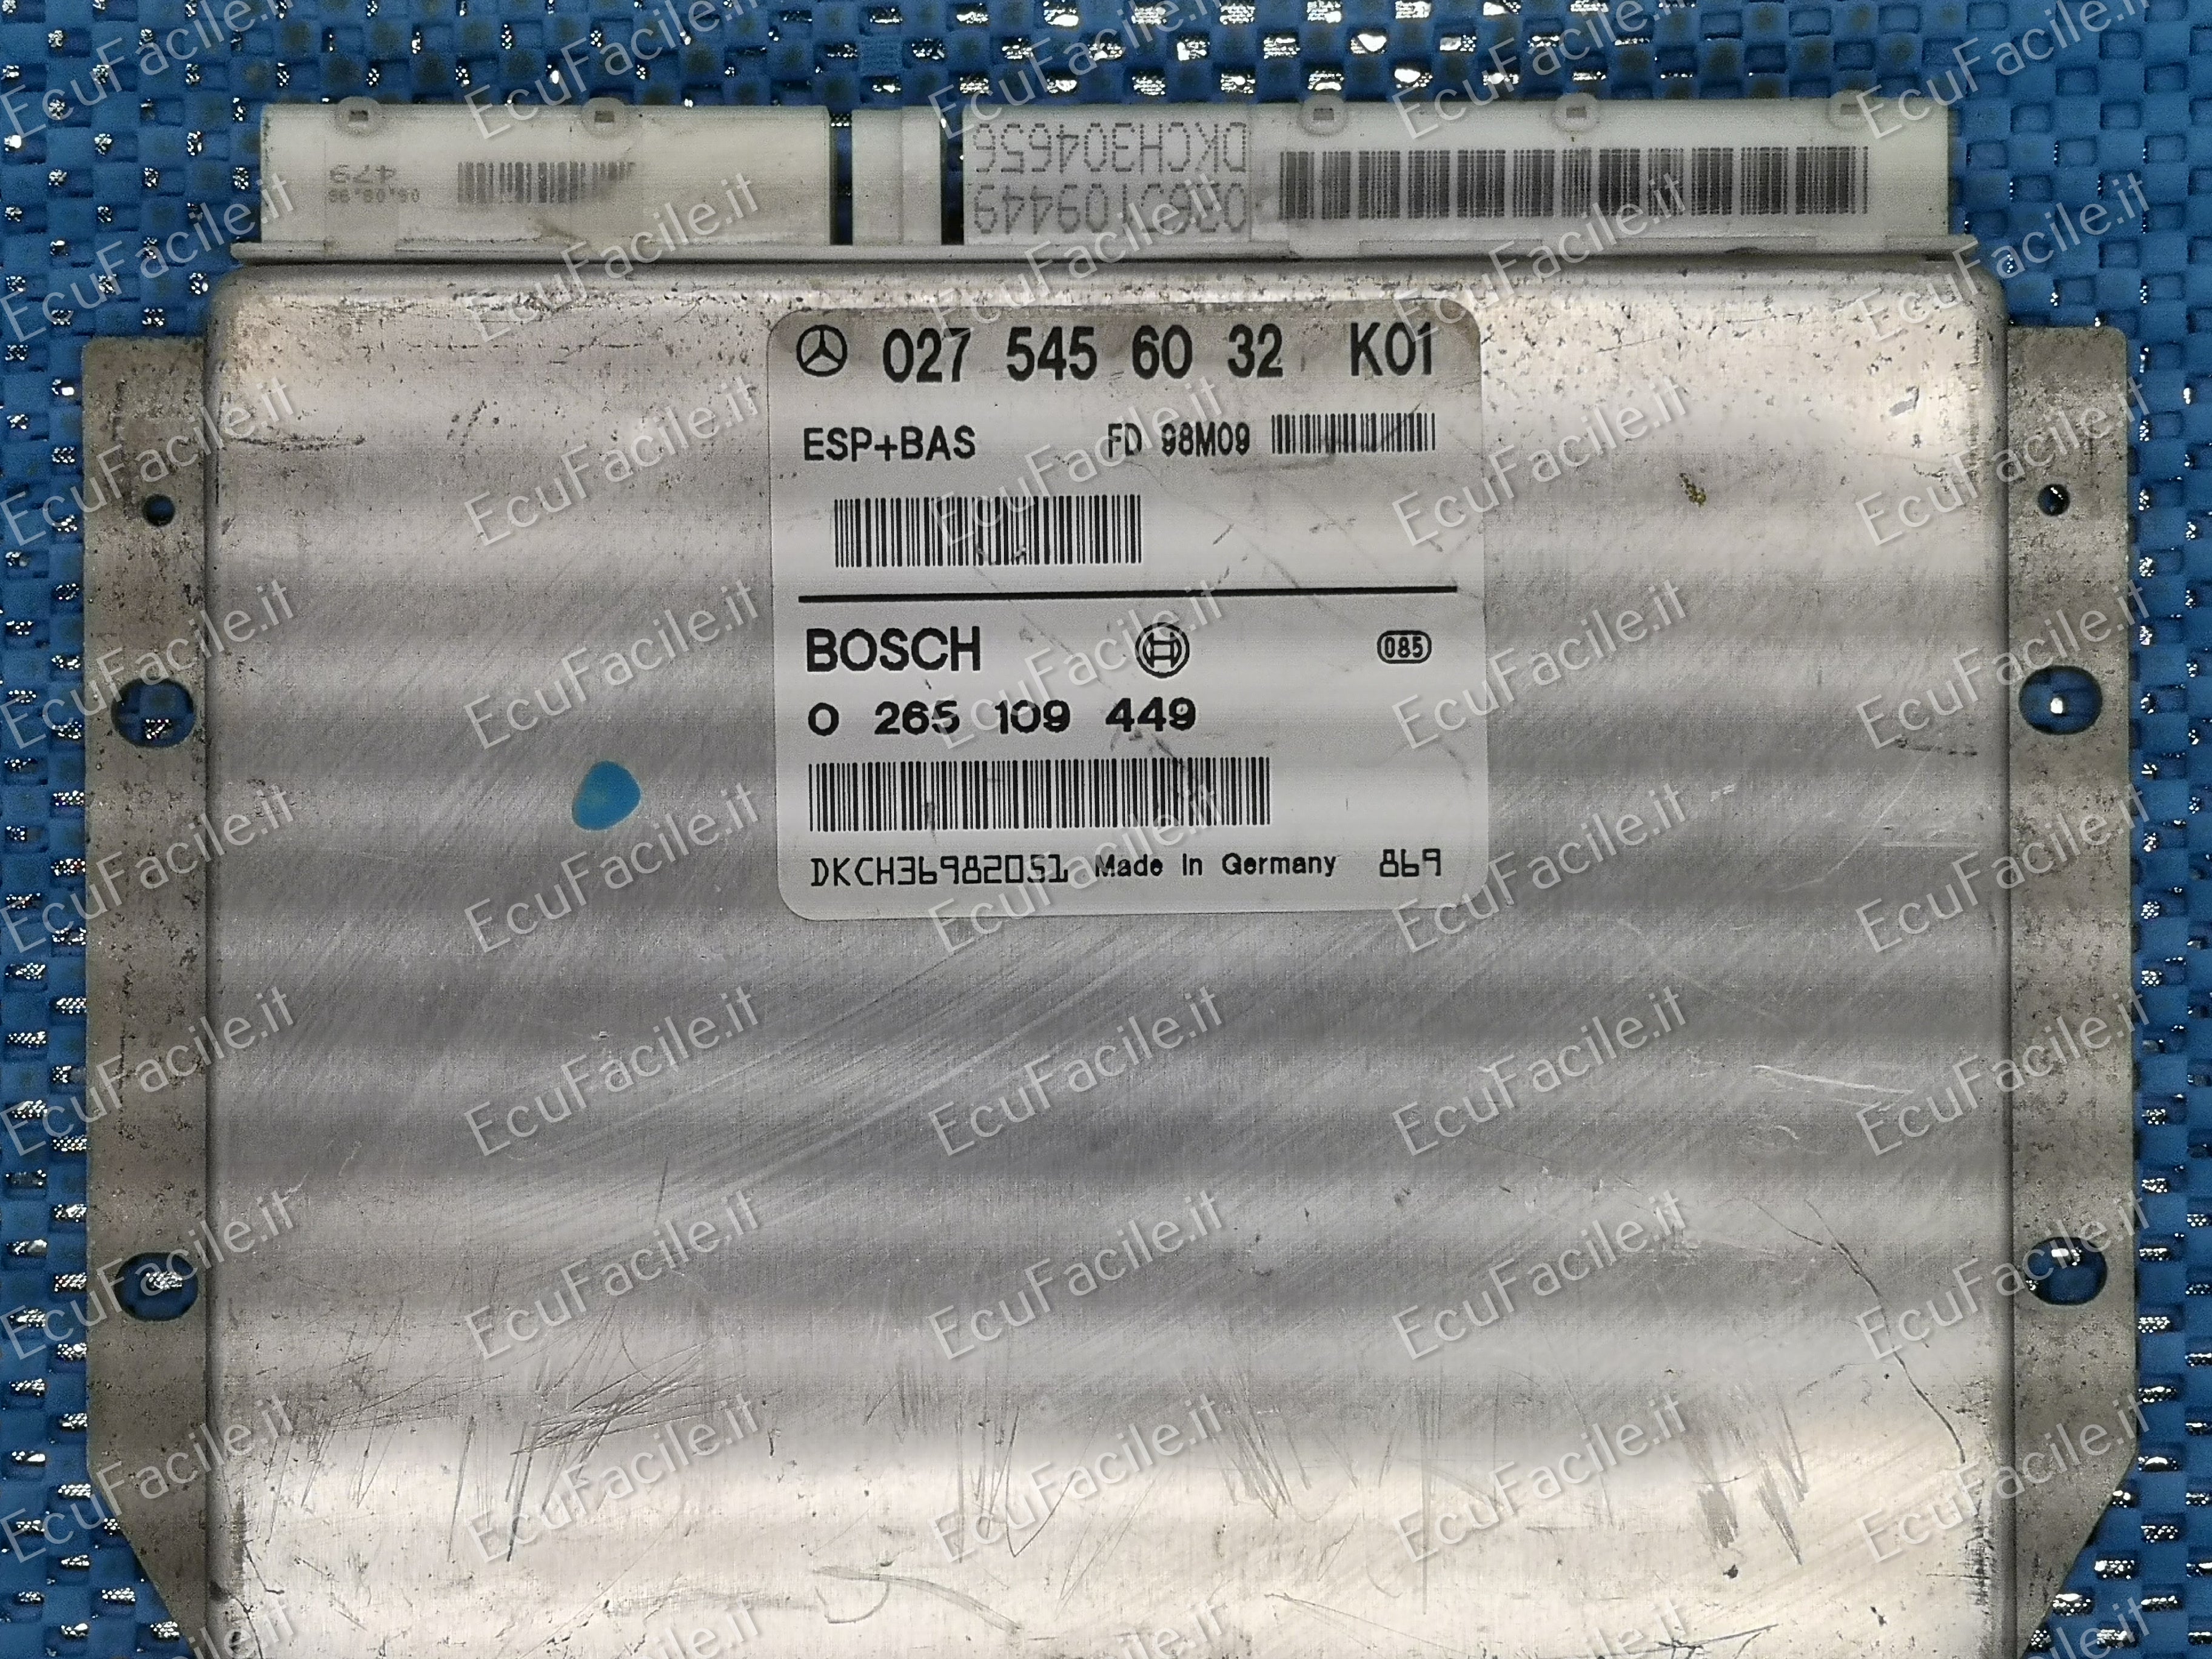 DKCH304656
0265109449
479
027 545 60 32 K01
ESP+BAS FD 98M09
BOSCH 085
0 265 109 449
DKCH36982051 Made In Germany 869
EcuFacile.it